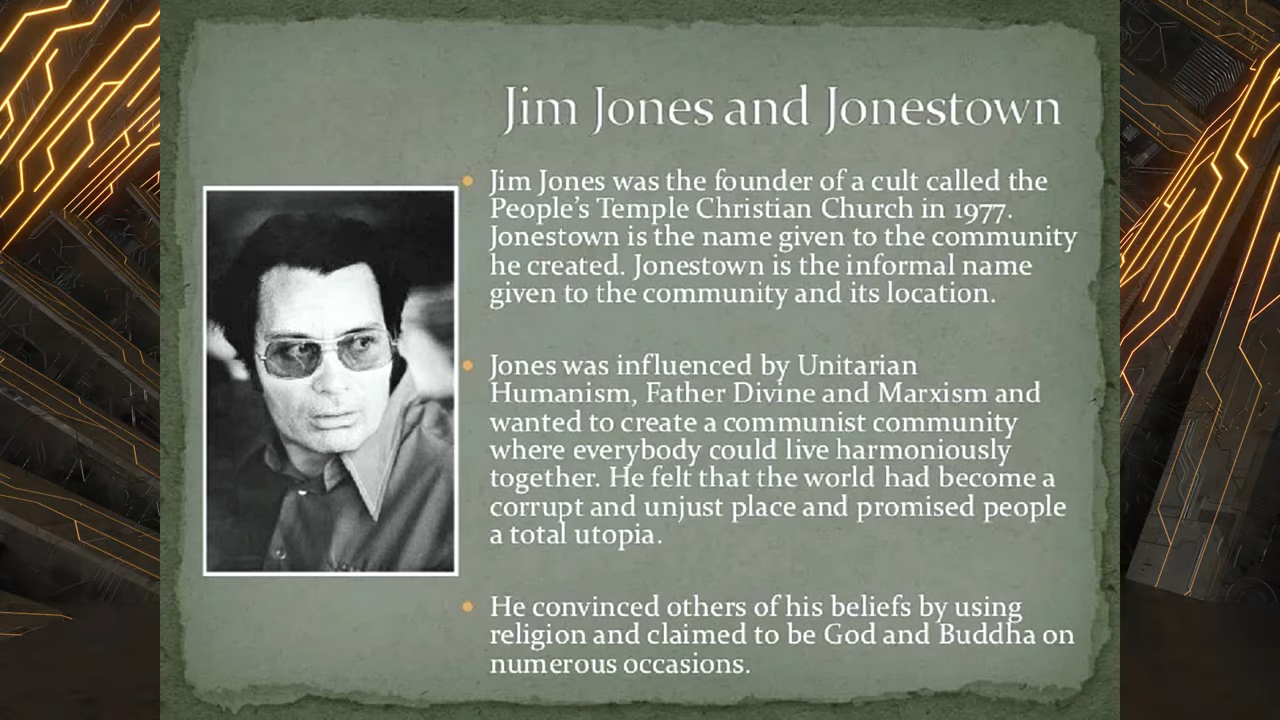 Jim Jones and Jonestown
Jim Jones was the founder of a cult called the
People's Temple Christian Church in 1977.
Jonestown is the name given to the community
he created. Jonestown is the informal name
given to the community and its location.
Jones was influenced by Unitarian
Humanism, Father Divine and Marxism and
wanted to create a communist community
where everybody could live harmoniously
together. He felt that the world had become a
corrupt and unjust place and promised people
a total utopia.
He convinced others of his beliefs by using
religion and claimed to be God and Buddha on
numerous occasions.